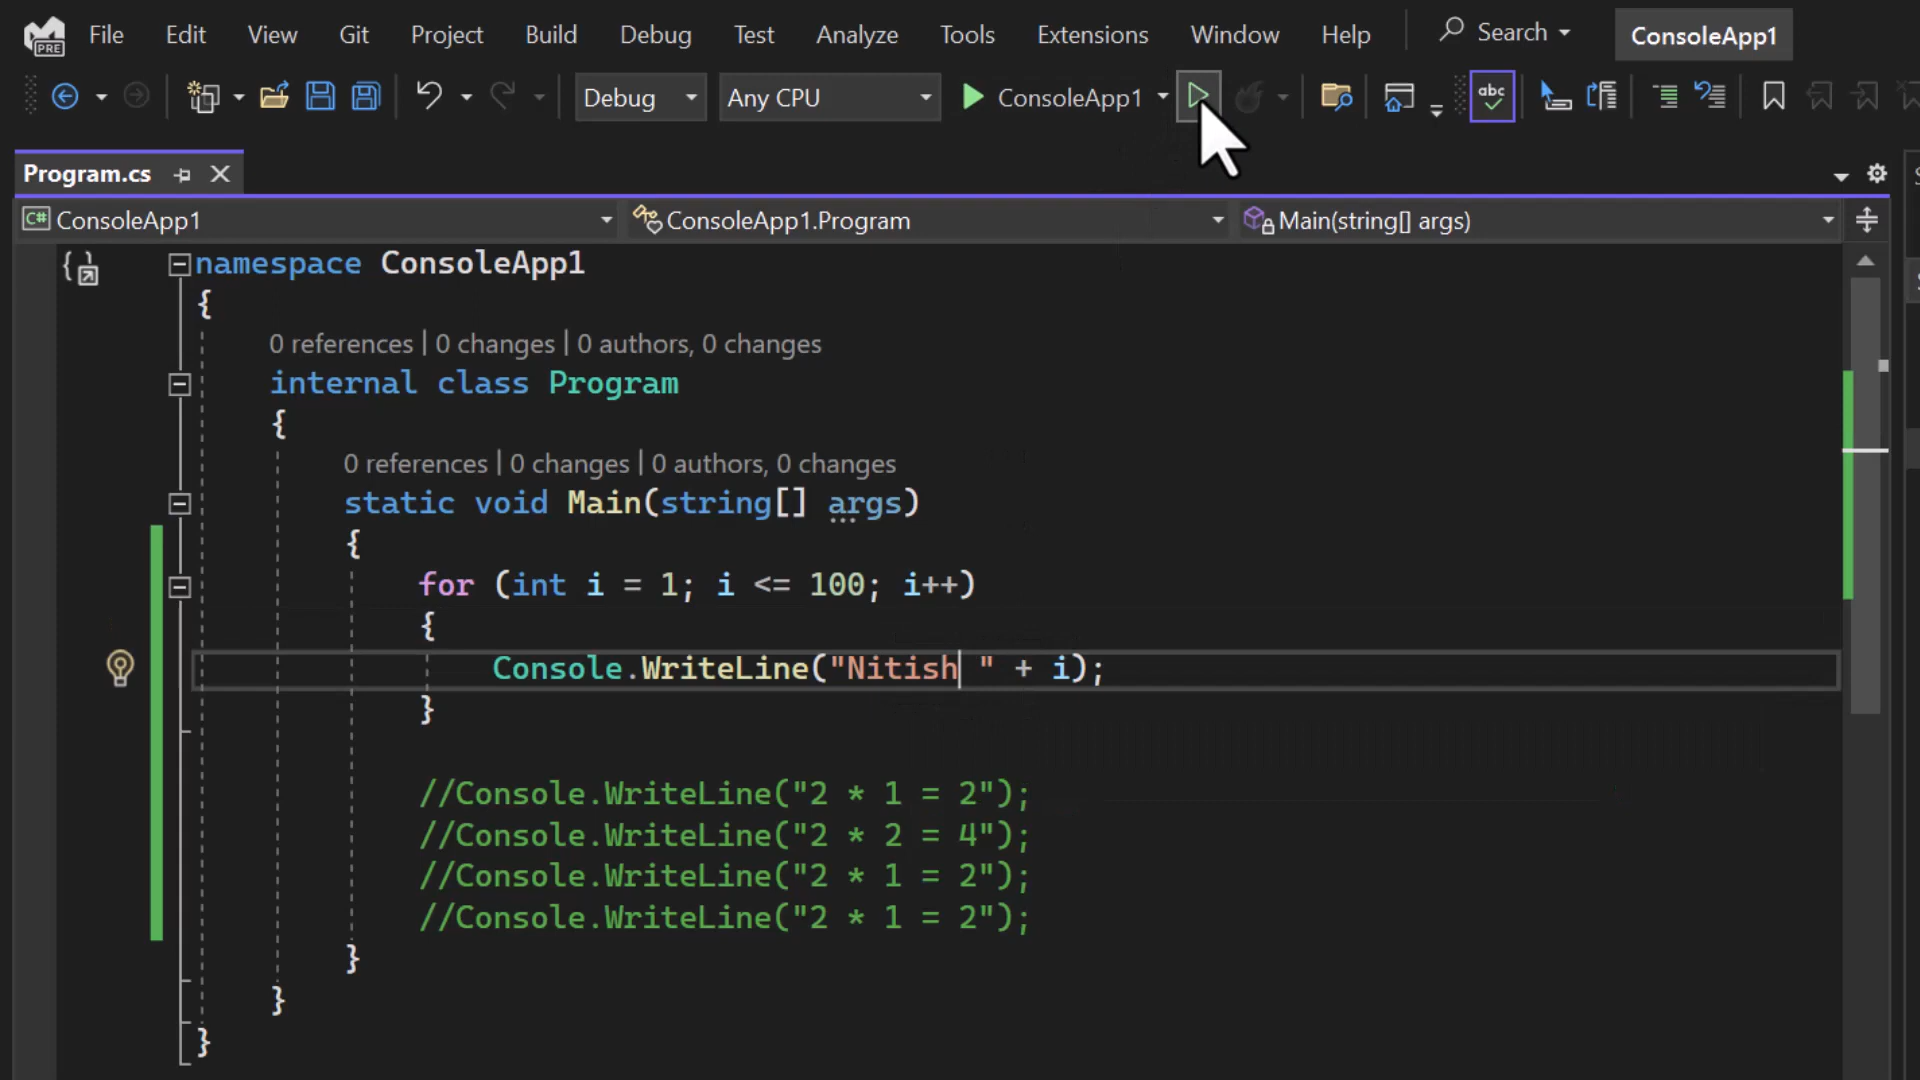 PRE File Edit View Git Project Build Debug Test Analyze Tools Extensions Window Help Search ConsoleApp1
Debug Any CPU ConsoleApp1 abc
Program.cs
C# ConsoleApp1 ConsoleApp1.Program Main(string[] args)
namespace ConsoleApp1
{
0 references | 0 changes | 0 authors, 0 changes
internal class Program
{
0 references | 0 changes | 0 authors, 0 changes
static void Main(string[] args)
{
for (int i = 1; i <= 100; i++)
{
Console.WriteLine("Nitish " + i);
}
//Console.WriteLine("2 * 1 = 2");
//Console.WriteLine("2 * 2 = 4");
//Console.WriteLine("2 * 1 = 2");
//Console.WriteLine("2 * 1 = 2");
}
}
}